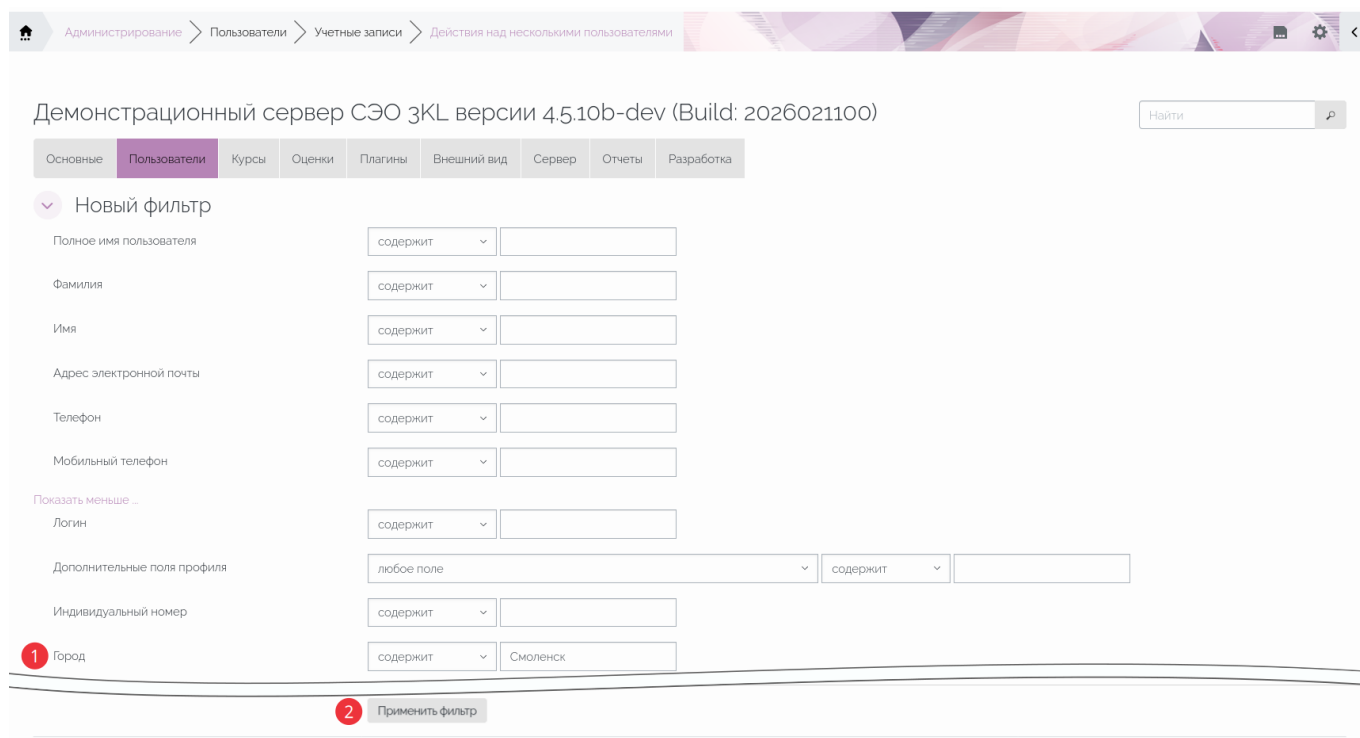 Администрирование Пользователи Учетные записи Действия над несколькими пользователями
Демонстрационный сервер СЭО 3KL версии 4.5.10b-dev (Build: 2026021100)
Найти
Основные Пользователи Курсы Оценки Плагины Внешний вид Сервер Отчеты Разработка
Новый фильтр
Полное имя пользователя содержит
Фамилия содержит
Имя содержит
Адрес электронной почты содержит
Телефон содержит
Мобильный телефон содержит
Показать меньше ...
Логин содержит
Дополнительные поля профиля любое поле содержит
Индивидуальный номер содержит
1 Город содержит Смоленск
2 Применить фильтр